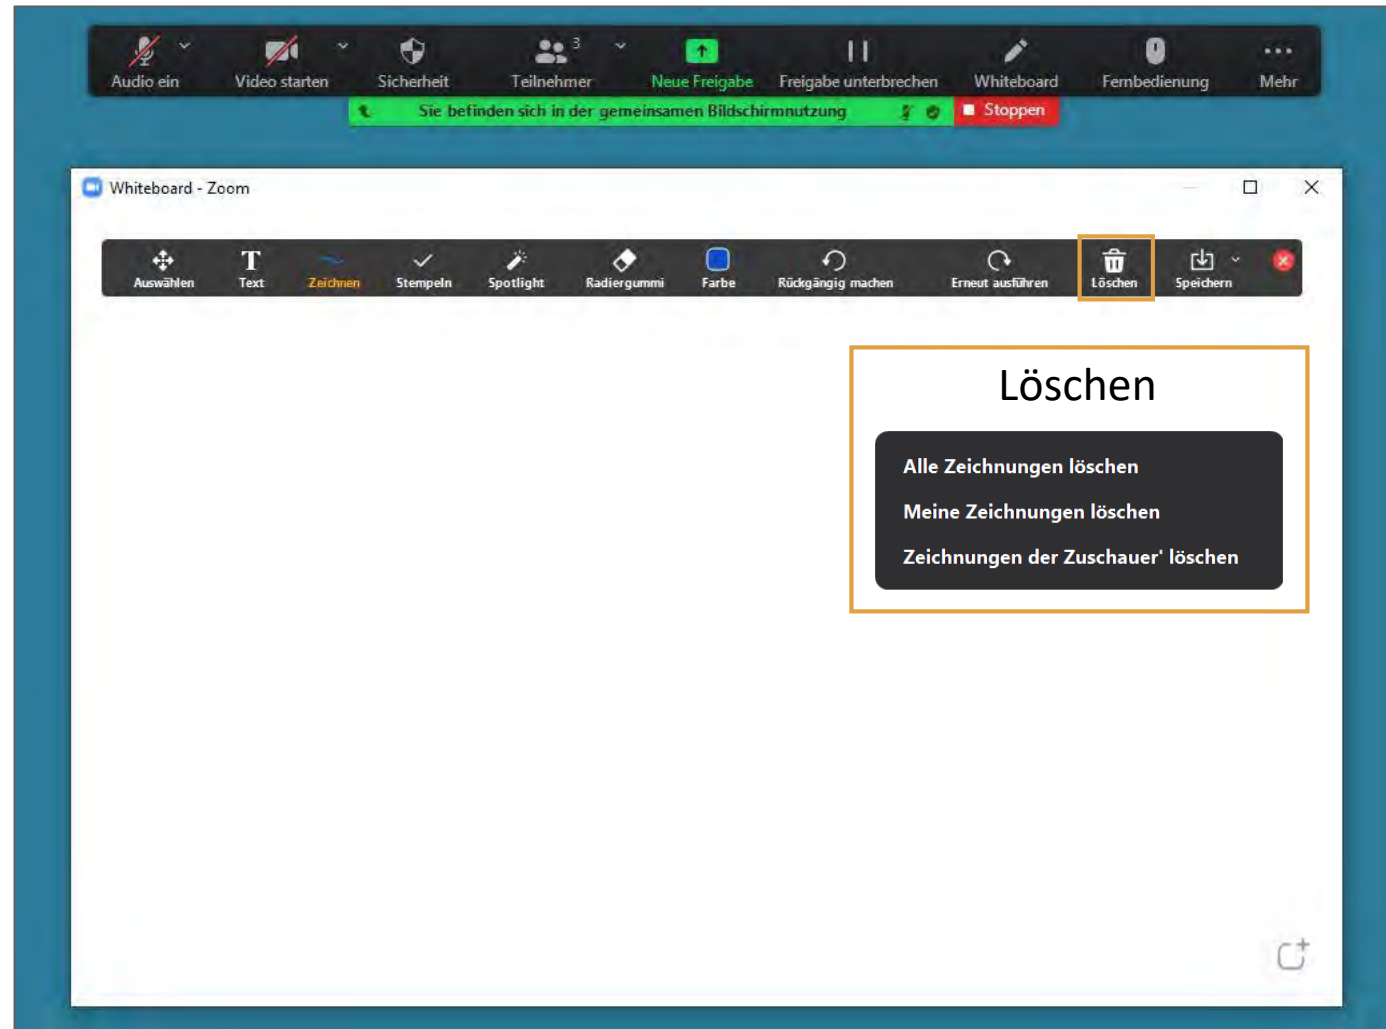 3
Audio ein Video starten Sicherheit Teilnehmer Neue Freigabe Freigabe unterbrechen Whiteboard Fernbedienung Mehr
Sie befinden sich in der gemeinsamen Bildschirmnutzung Stoppen
Whiteboard - Zoom
Auswählen Text Zeichnen Stempeln Spotlight Radiergummi Farbe Rückgängig machen Erneut ausführen Löschen Speichern
Löschen
Alle Zeichnungen löschen
Meine Zeichnungen löschen
Zeichnungen der Zuschauer' löschen